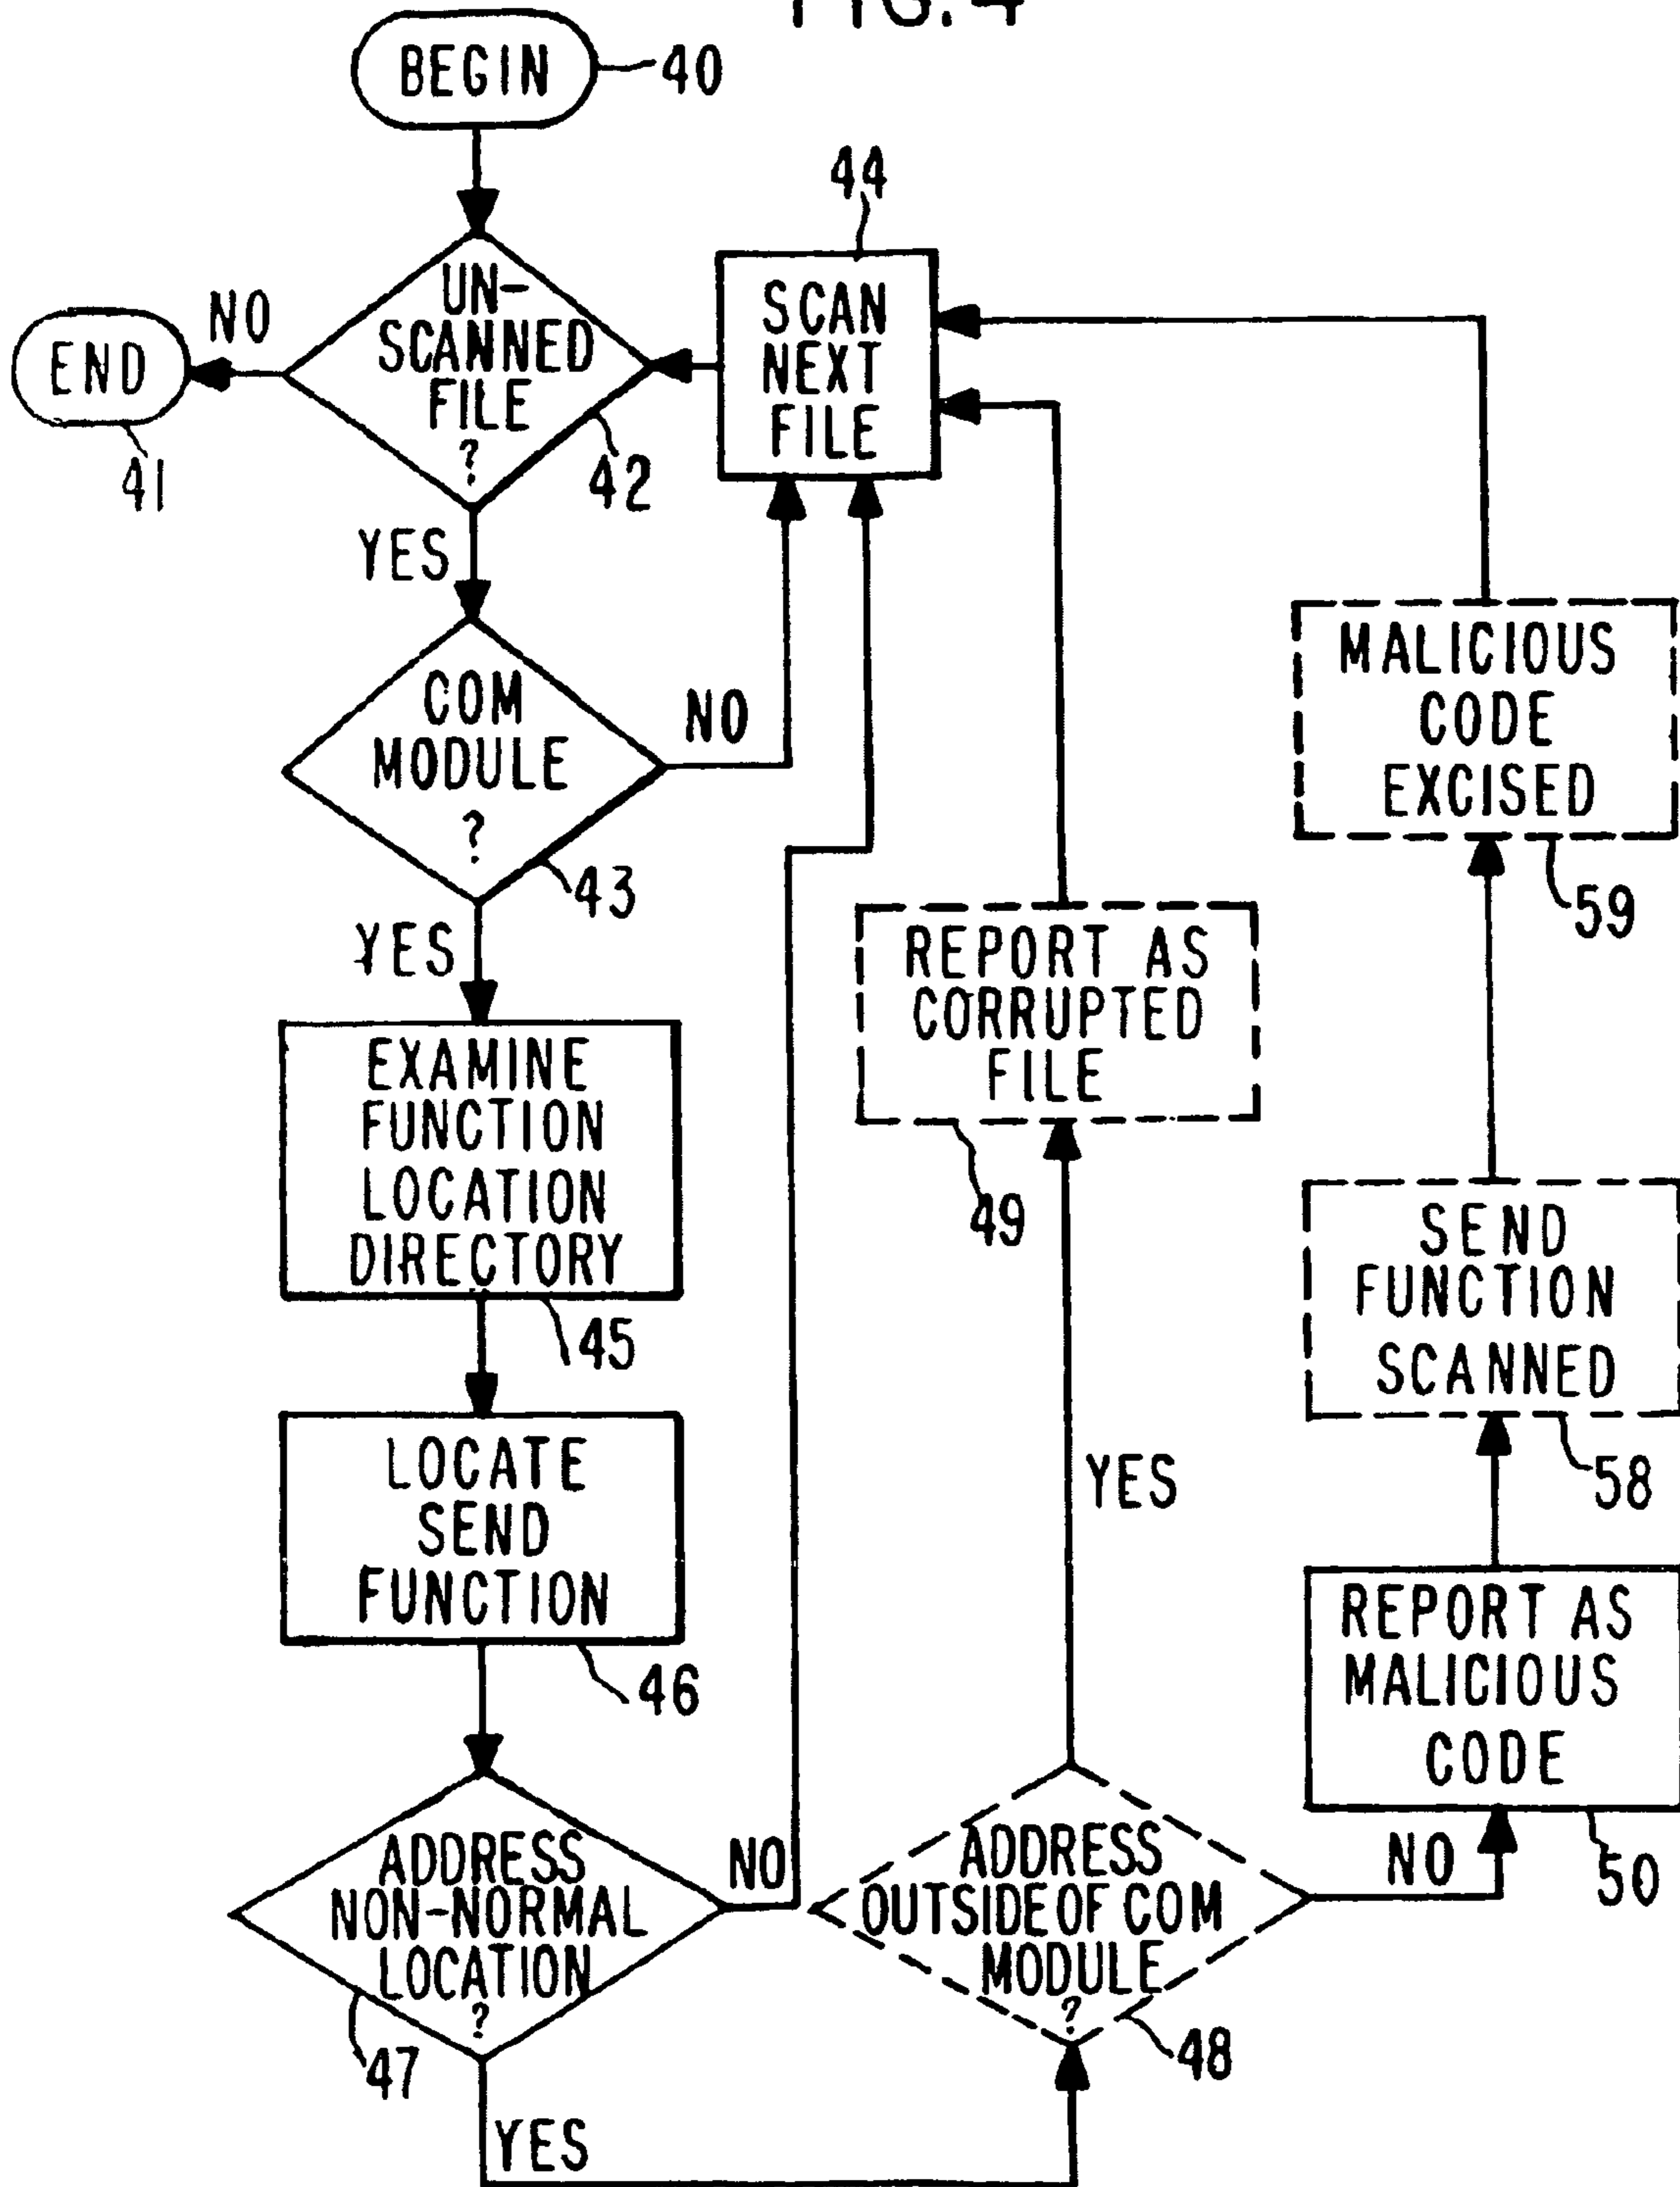 FIG. 4
BEGIN
40
UN-
SCANNED
FILE
?
42
NO
END
41
44
SCAN
NEXT
FILE
YES
COM
MODULE
?
43
NO
YES
EXAMINE
FUNCTION
LOCATION
DIRECTORY
45
LOCATE
SEND
FUNCTION
46
ADDRESS
NON-NORMAL
LOCATION
?
47
NO
YES
ADDRESS
OUTSIDE OF COM
MODULE
?
48
YES
REPORT AS
CORRUPTED
FILE
49
NO
REPORT AS
MALICIOUS
CODE
50
SEND
FUNCTION
SCANNED
58
MALICIOUS
CODE
EXCISED
59